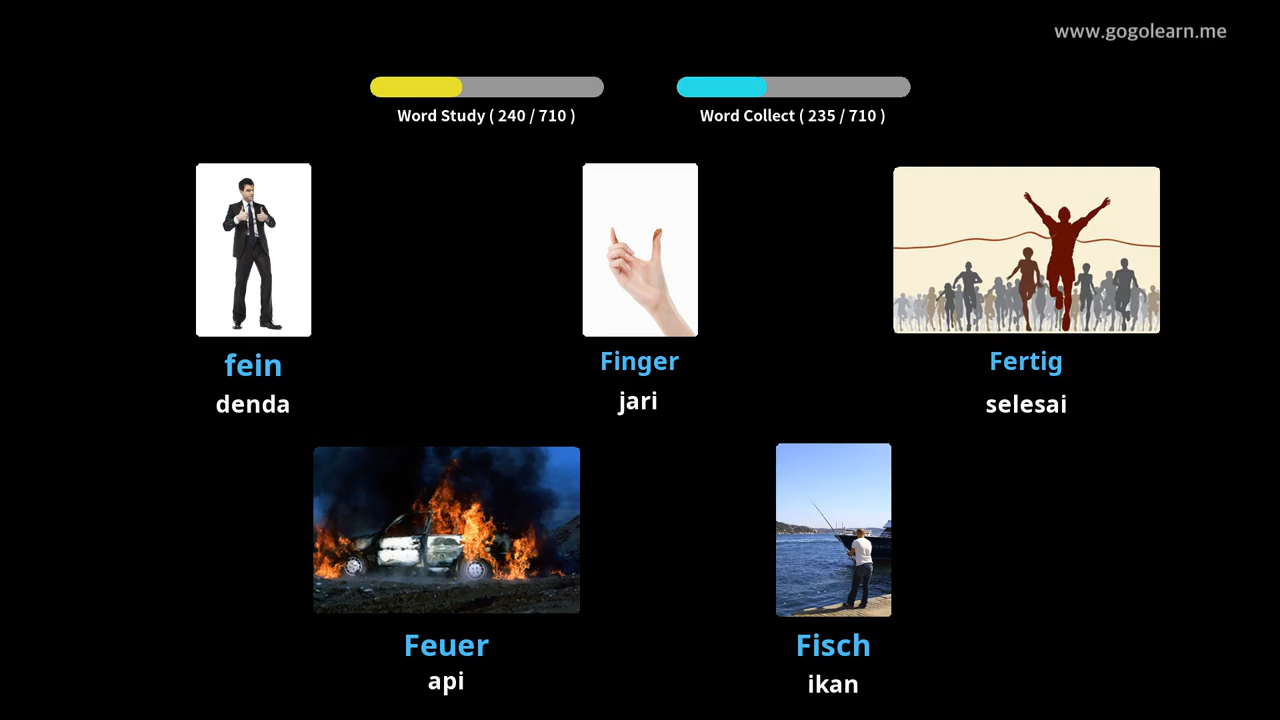 www.gogolearn.me
Word Study ( 240 / 710 )
Word Collect ( 235 / 710 )
fein
denda
Finger
jari
Fertig
selesai
Feuer
api
Fisch
ikan